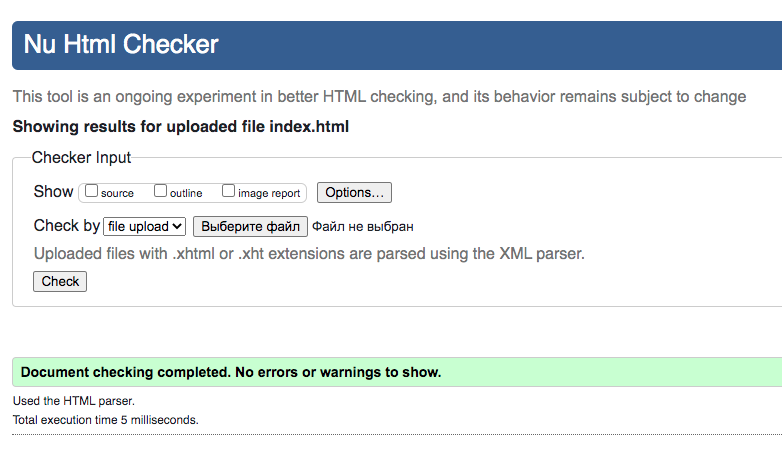 Nu Html Checker
This tool is an ongoing experiment in better HTML checking, and its behavior remains subject to change
Showing results for uploaded file index.html
Checker Input
Show source outline image report Options...
Check by file upload Выберите файл Файл не выбран
Uploaded files with .xhtml or .xht extensions are parsed using the XML parser.
Check
Document checking completed. No errors or warnings to show.
Used the HTML parser.
Total execution time 5 milliseconds.